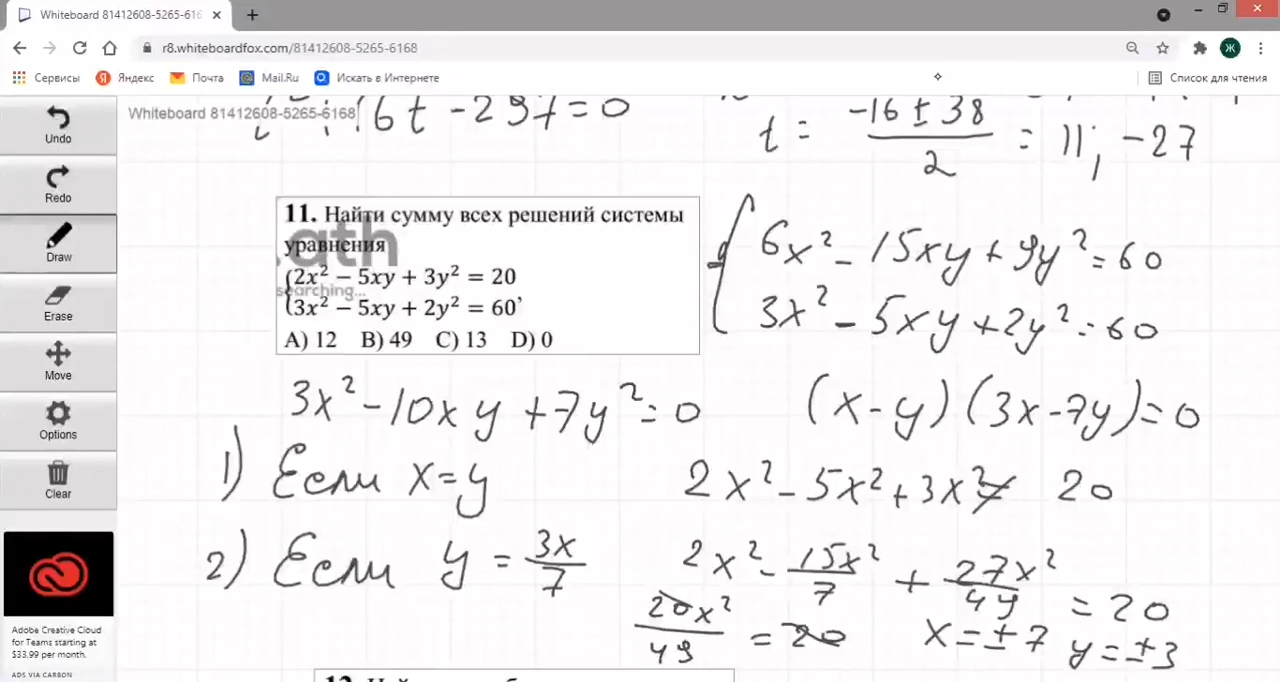 Whiteboard 81412608-5265-616
r8.whiteboardfox.com/81412608-5265-6168
Ж
Сервисы Яндекс Почта Mail.Ru Искать в Интернете Список для чтения
Whiteboard 81412608-5265-6168
Undo
Redo
Draw
Erase
Move
Options
Clear
Adobe Creative Cloud
for Teams starting at
$33.99 per month.
ADS VIA CARBON
6t - 297 = 0
t = (-16 ± 38)/2 = 11; -27
11. Найти сумму всех решений системы
уравнения
{2x² − 5xy + 3y² = 20
{3x² − 5xy + 2y² = 60’
A) 12 B) 49 C) 13 D) 0
ath
searching...
{6x² - 15xy + 9y² = 60
3x² - 5xy + 2y² = 60
3x² - 10xy + 7y² = 0
(x-y)(3x-7y) = 0
1) Если x=y
2x² - 5x² + 3x² ≠ 20
2) Если y = 3x/7
2x² - 15x²/7 + 27x²/49 = 20
20x²/49 = 20
x = ±7 y = ±3